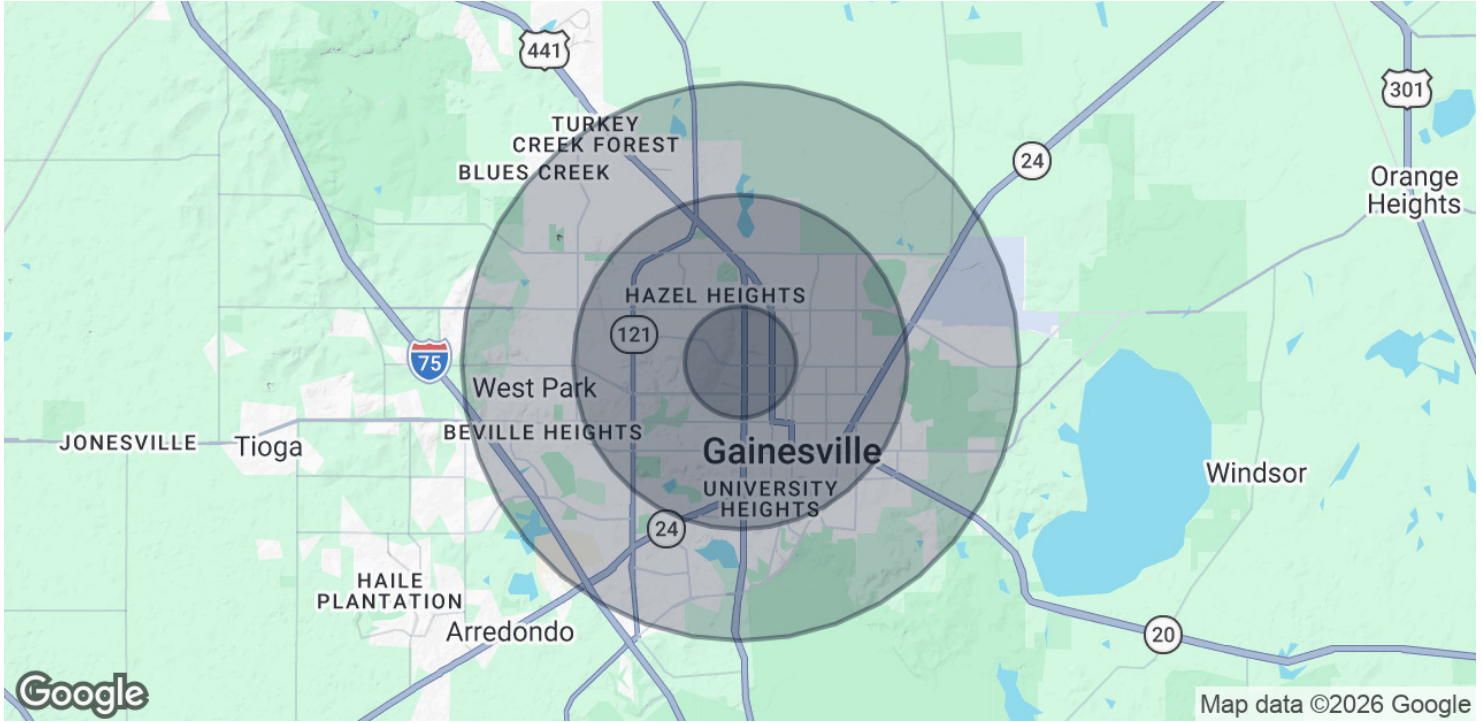 441
301
TURKEY
CREEK FOREST
24
BLUES CREEK
Orange
Heights
HAZEL HEIGHTS
121
75
West Park
BEVILLE HEIGHTS
JONESVILLE
Tioga
Gainesville
Windsor
UNIVERSITY
HEIGHTS
24
HAILE
PLANTATION
Arredondo
20
Google
Map data ©2026 Google